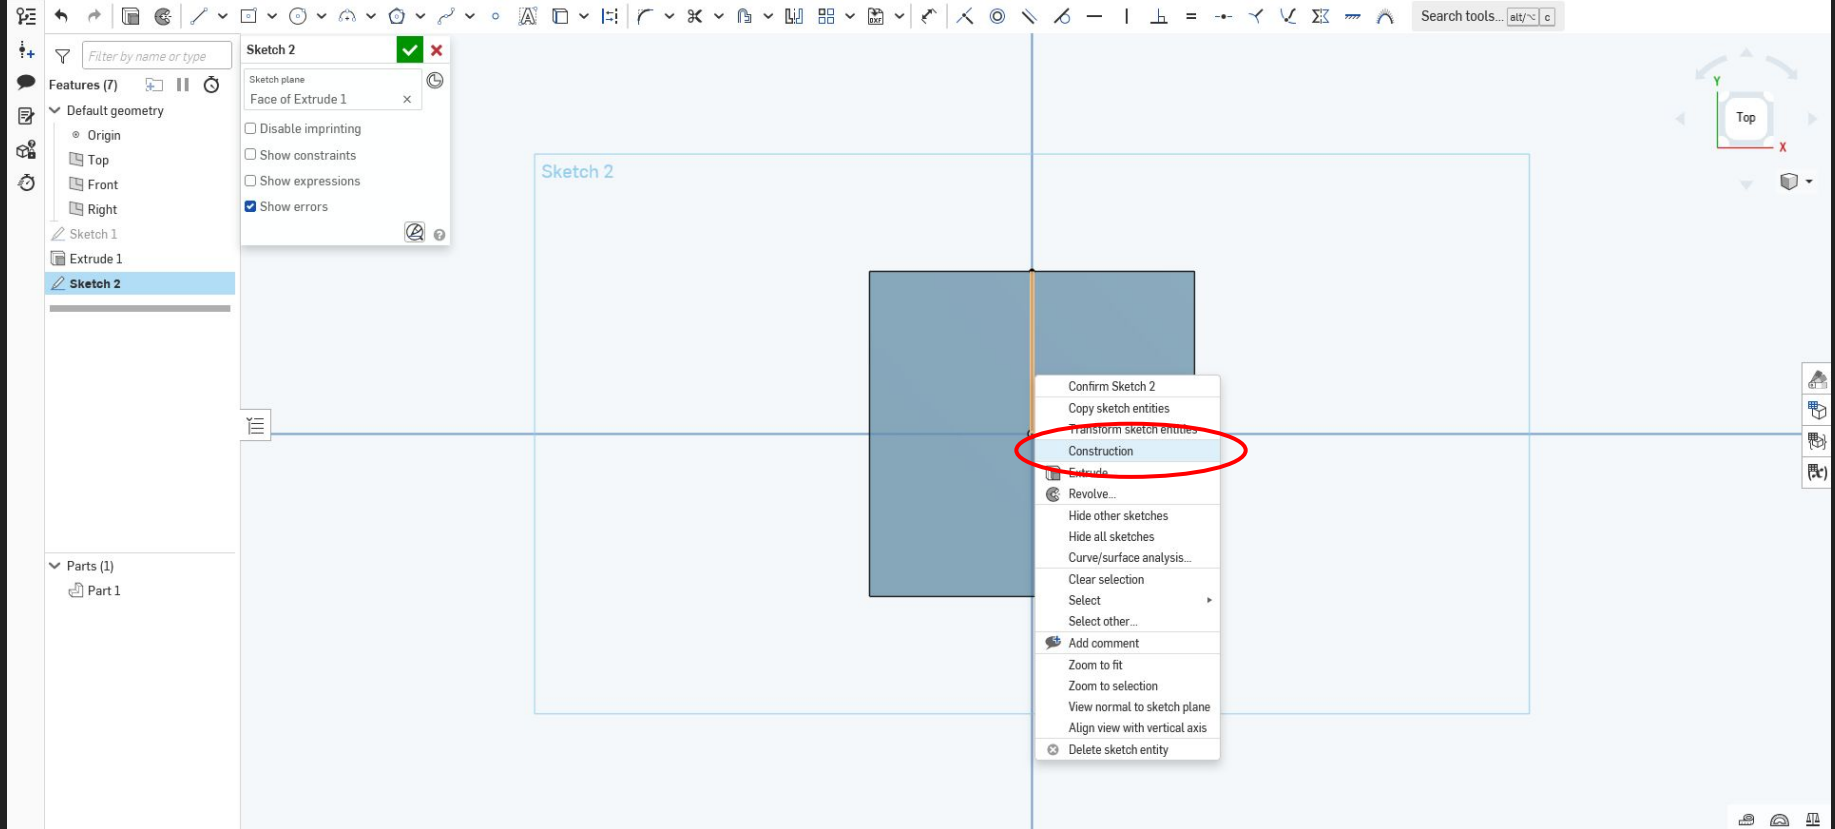 Search tools... alt/⌥ c
Filter by name or type
Features (7)
Default geometry
Origin
Top
Front
Right
Sketch 1
Extrude 1
Sketch 2
Parts (1)
Part 1
Sketch 2
Sketch plane
Face of Extrude 1
Disable imprinting
Show constraints
Show expressions
Show errors
Sketch 2
Confirm Sketch 2
Copy sketch entities
Transform sketch entities
Construction
Extrude...
Revolve...
Hide other sketches
Hide all sketches
Curve/surface analysis...
Clear selection
Select
Select other...
Add comment
Zoom to fit
Zoom to selection
View normal to sketch plane
Align view with vertical axis
Delete sketch entity
Y
Top
X